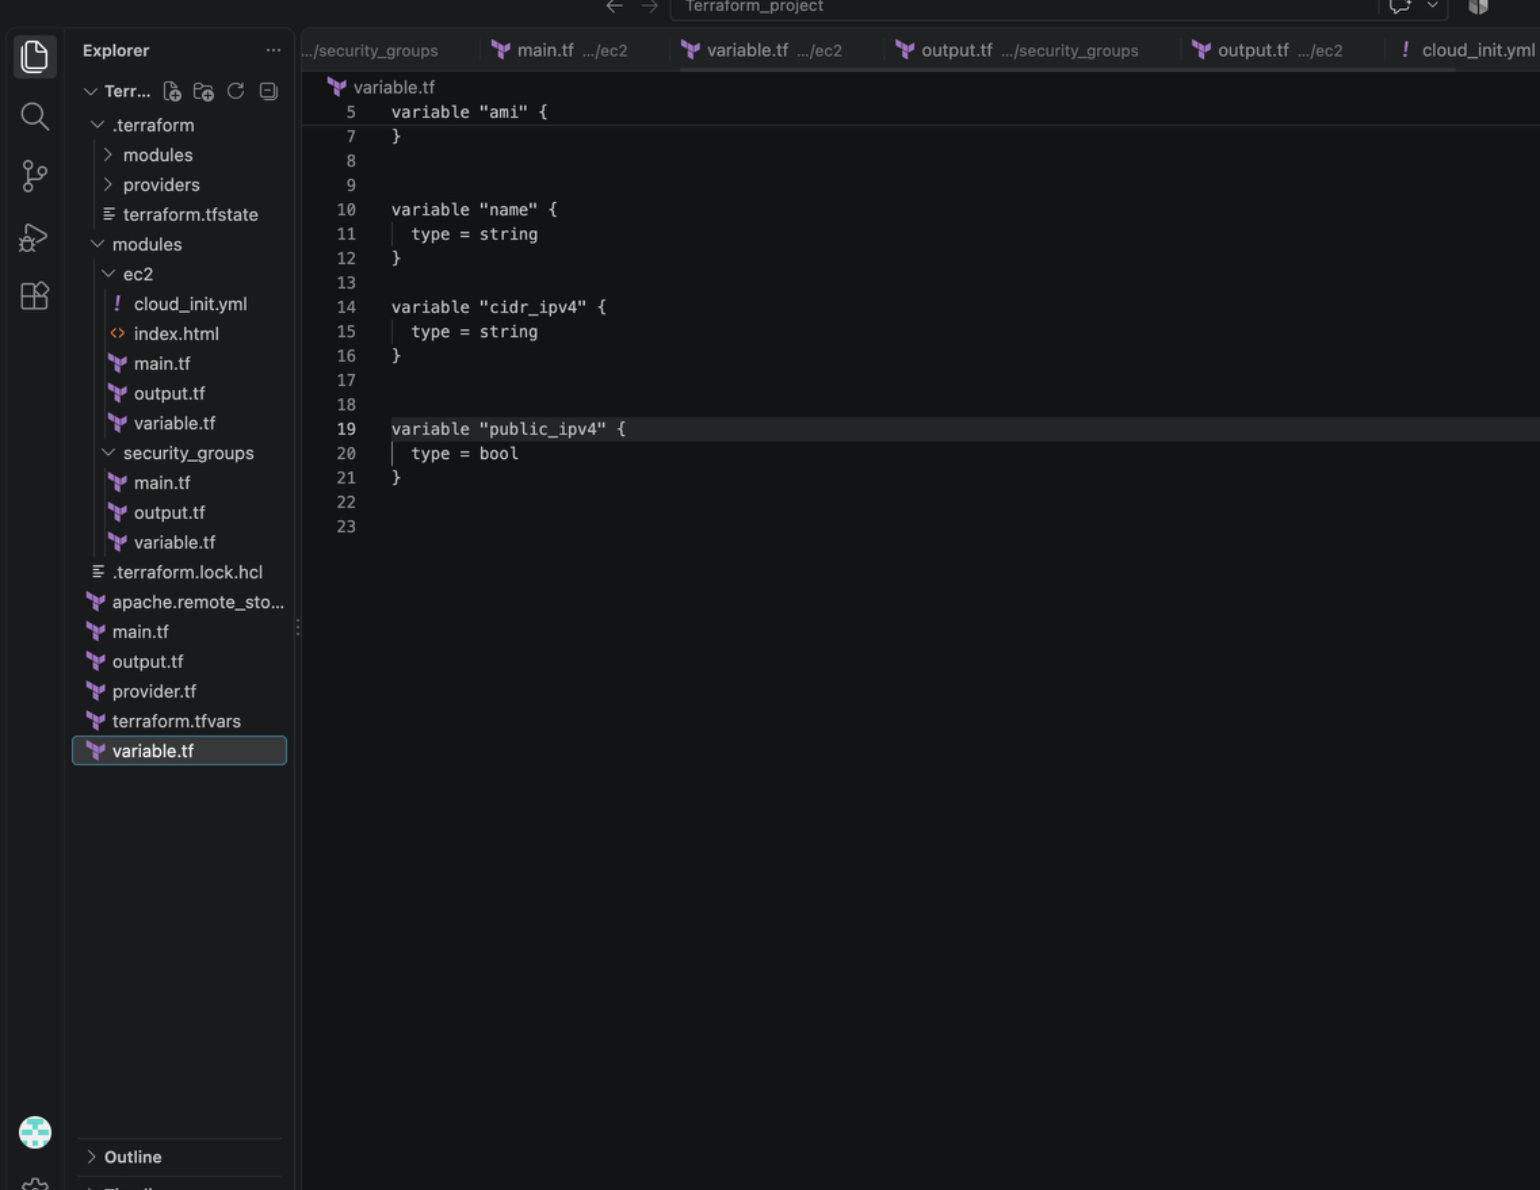 Terraform_project
Explorer
.../security_groups
main.tf .../ec2
variable.tf .../ec2
output.tf .../security_groups
output.tf .../ec2
! cloud_init.yml
Terr...
.terraform
modules
providers
terraform.tfstate
modules
ec2
! cloud_init.yml
<> index.html
main.tf
output.tf
variable.tf
security_groups
main.tf
output.tf
variable.tf
.terraform.lock.hcl
apache.remote_sto...
main.tf
output.tf
provider.tf
terraform.tfvars
variable.tf
Outline
variable.tf
5 variable "ami" {
7 }
8
9
10 variable "name" {
11 type = string
12 }
13
14 variable "cidr_ipv4" {
15 type = string
16 }
17
18
19 variable "public_ipv4" {
20 type = bool
21 }
22
23